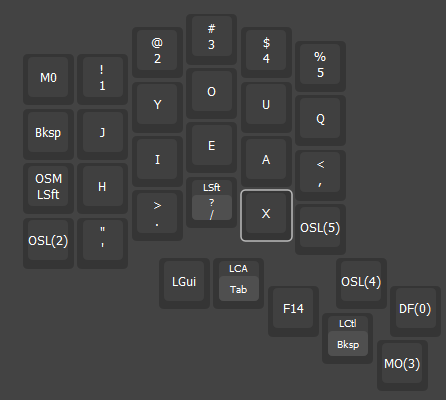 M0
!
1
@
2
#
3
$
4
%
5
Bksp
J
Y
O
U
Q
OSM
LSft
H
I
E
A
<
,
OSL(2)
"
'
>
.
LSft
?
/
X
OSL(5)
LGui
LCA
Tab
F14
OSL(4)
DF(0)
LCtl
Bksp
MO(3)